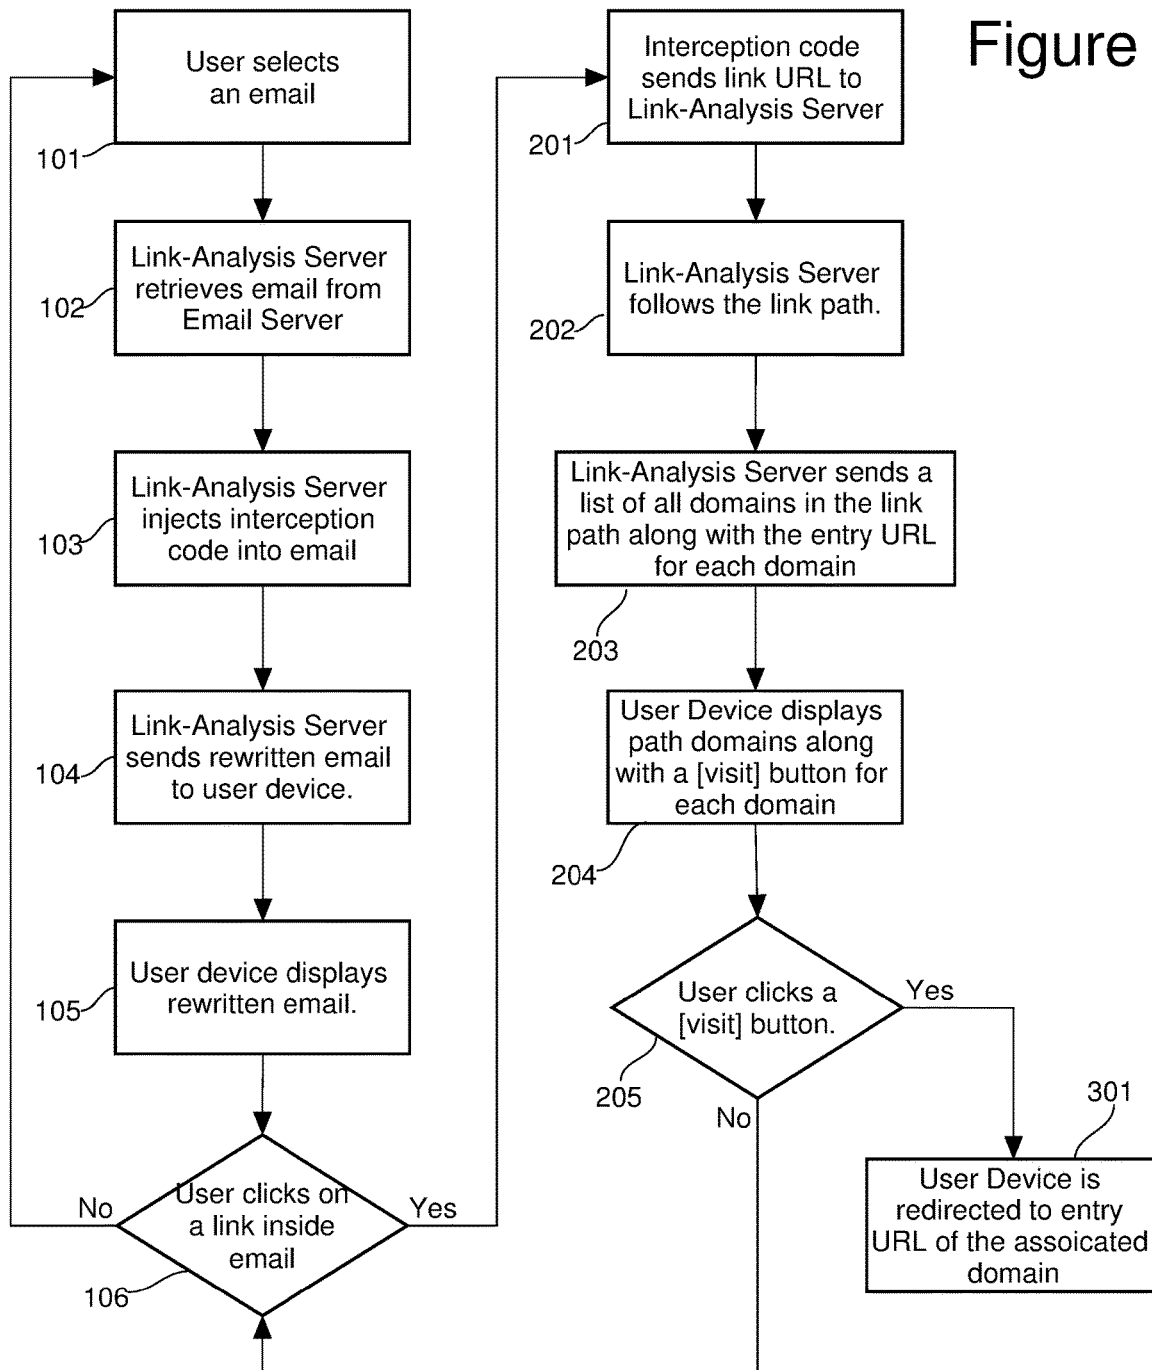 Figure
User selects
an email
101
Link-Analysis Server
retrieves email from
Email Server
102
Link-Analysis Server
injects interception
code into email
103
Link-Analysis Server
sends rewritten email
to user device.
104
User device displays
rewritten email.
105
User clicks on
a link inside
email
106
No
Yes
Interception code
sends link URL to
Link-Analysis Server
201
Link-Analysis Server
follows the link path.
202
Link-Analysis Server sends a
list of all domains in the link
path along with the entry URL
for each domain
203
User Device displays
path domains along
with a [visit] button for
each domain
204
User clicks a
[visit] button.
205
Yes
No
301
User Device is
redirected to entry
URL of the assoicated
domain